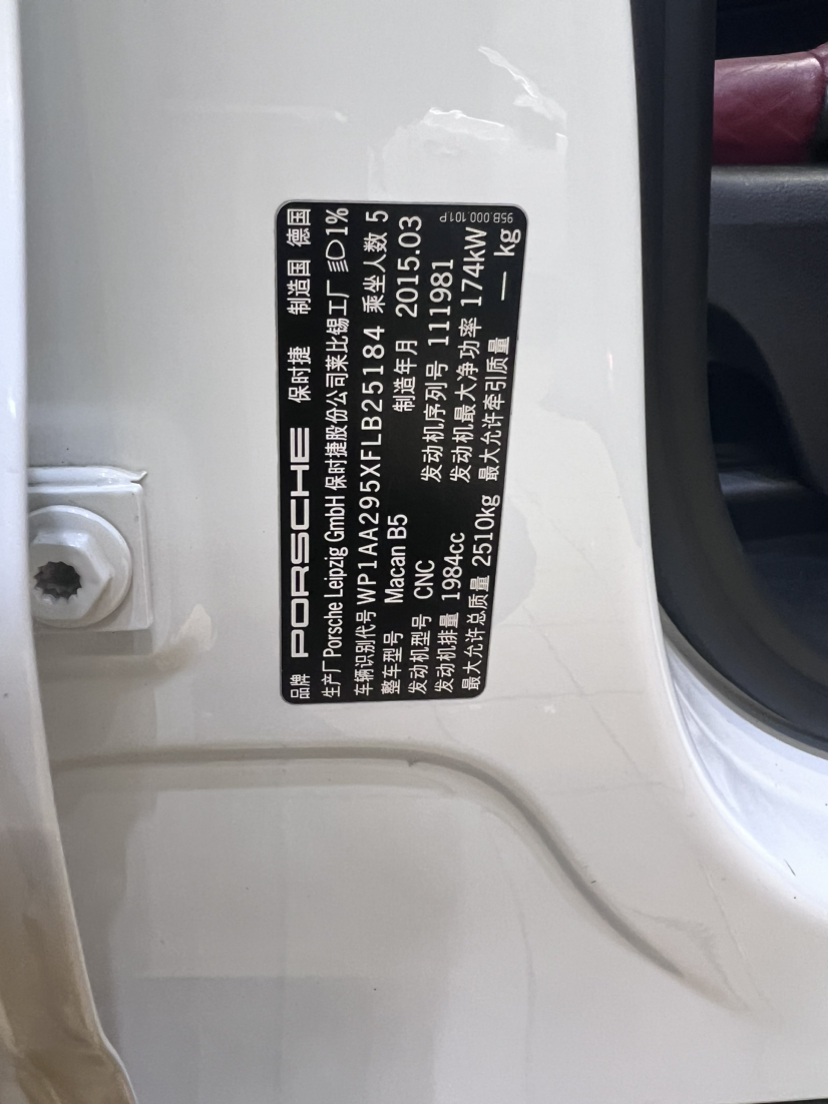 品牌 PORSCHE 保时捷 制造国 德国
生产厂 Porsche Leipzig GmbH 保时捷股份公司莱比锡工厂 1%
车辆识别代号 WP1AA295XFLB25184 乘坐人数 5
整车型号 Macan B5 制造年月 2015.03
发动机型号 CNC 发动机序列号 111981
发动机排量 1984cc 发动机最大净功率 174kW
最大允许总质量 2510kg 最大允许牵引质量 — kg
95B.000.101.P